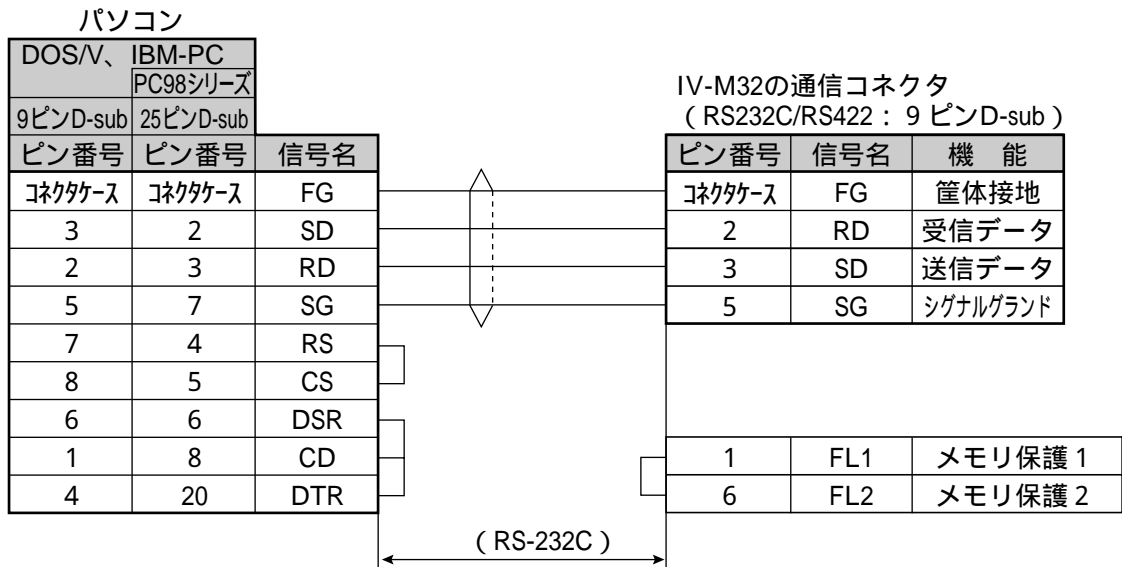 パソコン
DOS/V、 IBM-PC
PC98シリーズ
9ピンD-sub 25ピンD-sub
ピン番号 ピン番号 信号名
コネクタケース コネクタケース FG
3 2 SD
2 3 RD
5 7 SG
7 4 RS
8 5 CS
6 6 DSR
1 8 CD
4 20 DTR
IV-M32の通信コネクタ
(RS232C/RS422:9ピンD-sub)
ピン番号 信号名 機 能
コネクタケース FG 筐体接地
2 RD 受信データ
3 SD 送信データ
5 SG シグナルグランド
1 FL1 メモリ保護1
6 FL2 メモリ保護2
(RS-232C)